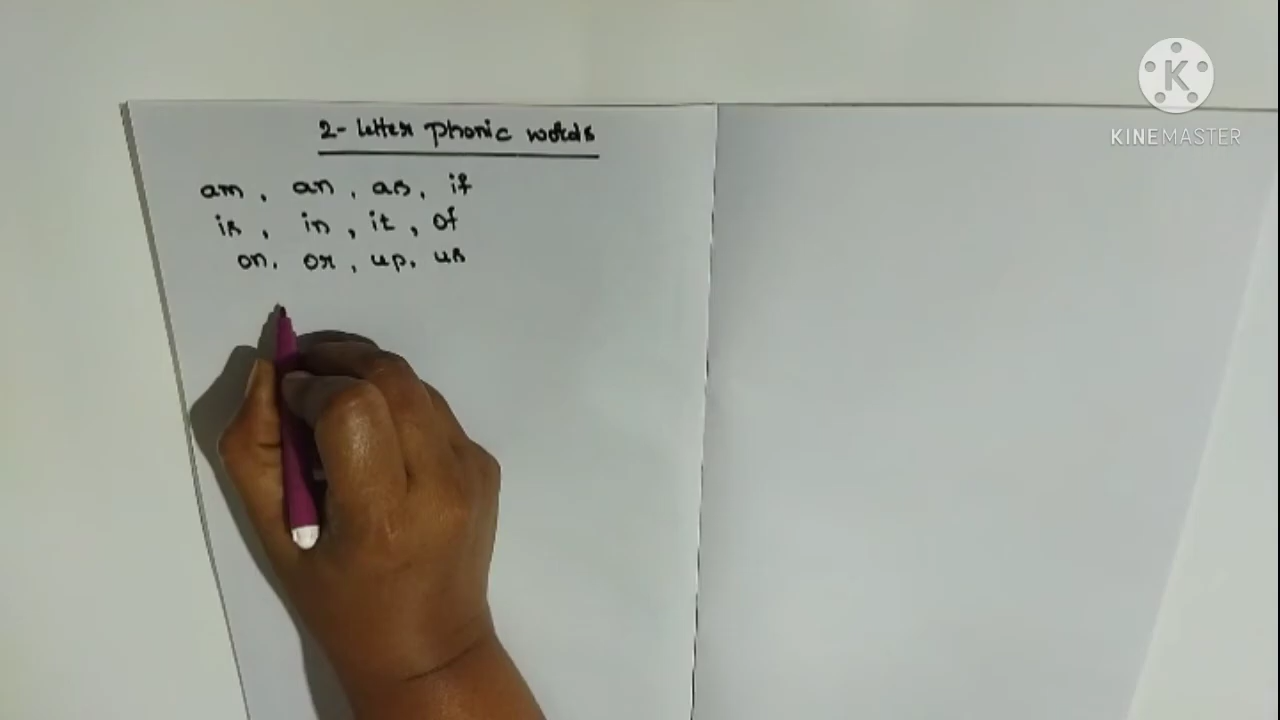 2- letter phonic words
am, an, as, if
is, in, it, of
on, or, up, us
K
KINEMASTER